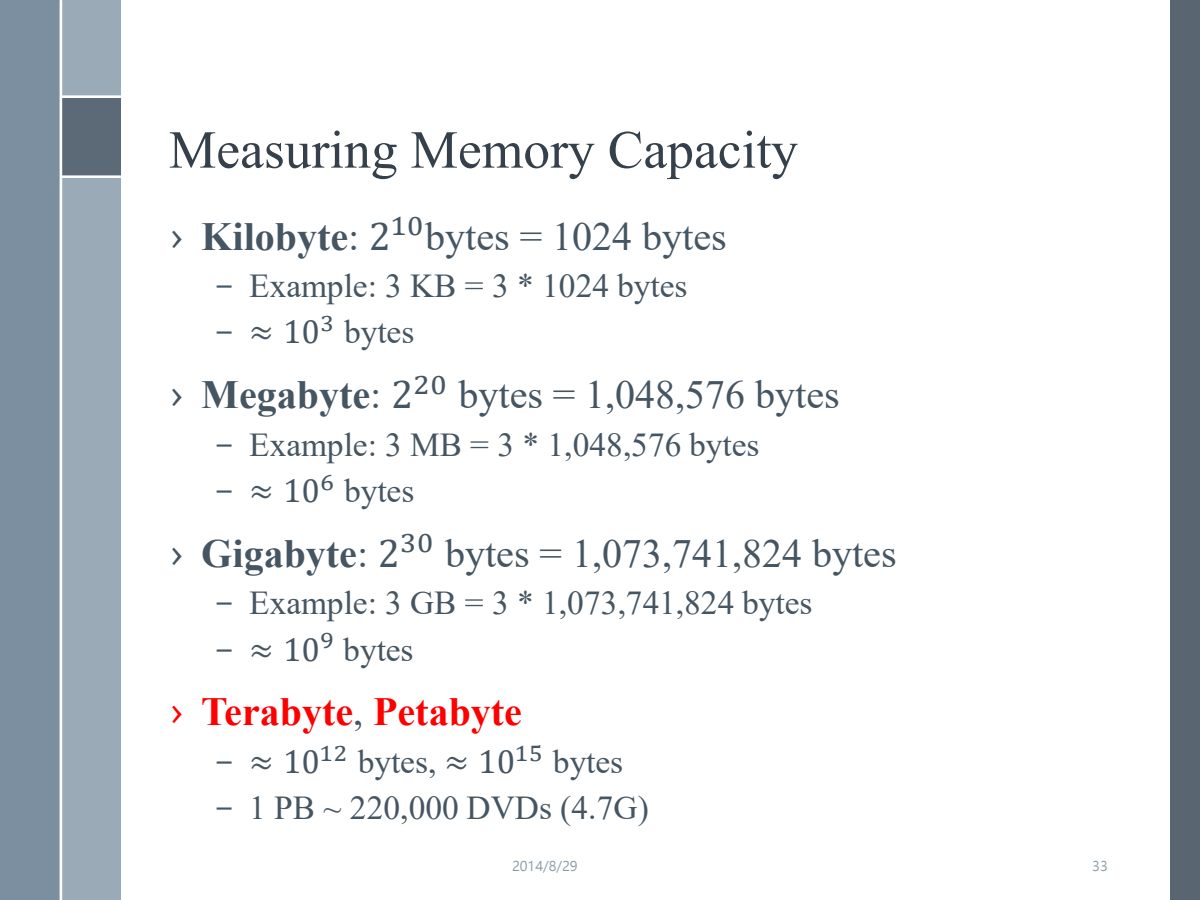 Measuring Memory Capacity
› Kilobyte: 2¹⁰bytes = 1024 bytes
– Example: 3 KB = 3 * 1024 bytes
– ≈ 10³ bytes
› Megabyte: 2²⁰ bytes = 1,048,576 bytes
– Example: 3 MB = 3 * 1,048,576 bytes
– ≈ 10⁶ bytes
› Gigabyte: 2³⁰ bytes = 1,073,741,824 bytes
– Example: 3 GB = 3 * 1,073,741,824 bytes
– ≈ 10⁹ bytes
› Terabyte, Petabyte
– ≈ 10¹² bytes, ≈ 10¹⁵ bytes
– 1 PB ~ 220,000 DVDs (4.7G)
2014/8/29 33